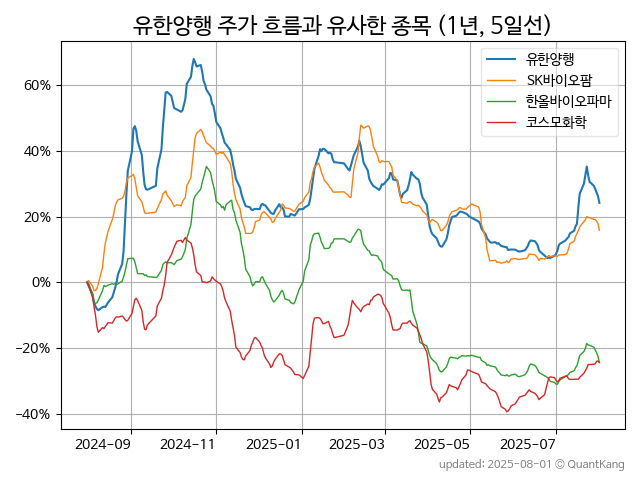 유한양행 주가 흐름과 유사한 종목 (1년, 5일선)
유한양행
SK바이오팜
한올바이오파마
코스모화학
60%
40%
20%
0%
−20%
−40%
2024-09
2024-11
2025-01
2025-03
2025-05
2025-07
updated: 2025-08-01 © QuantKang